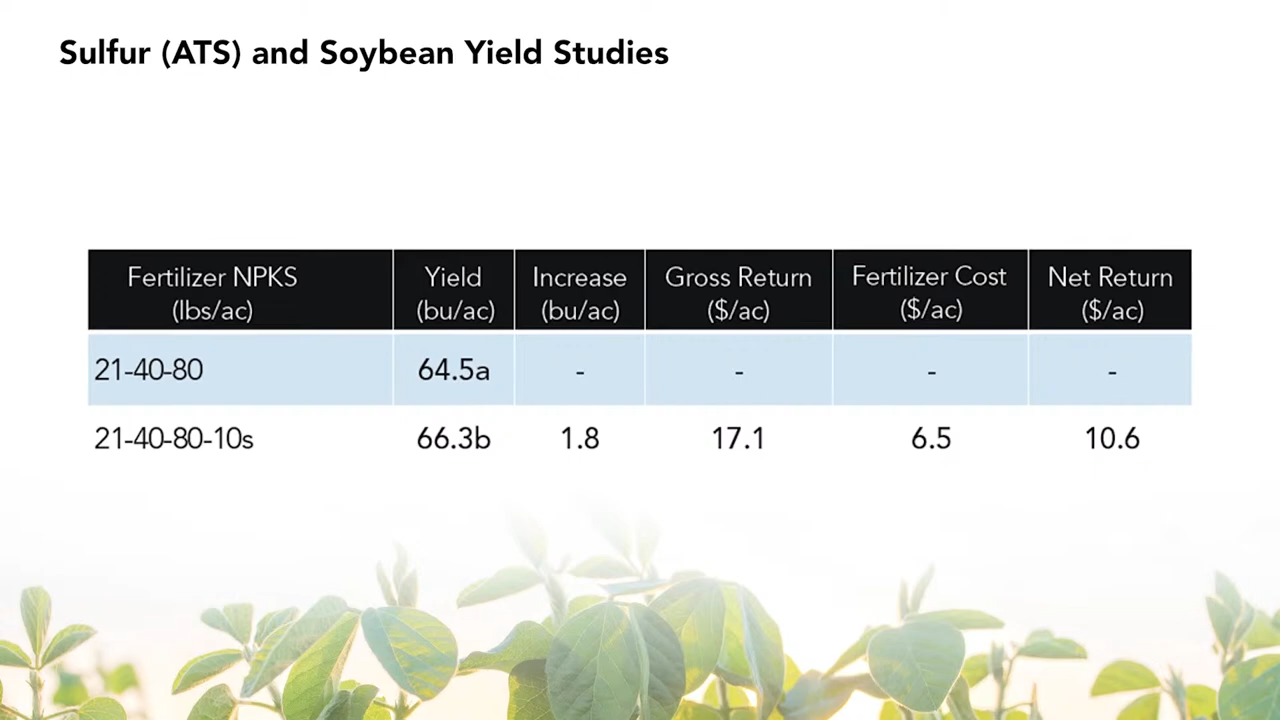 Sulfur (ATS) and Soybean Yield Studies
Fertilizer NPKS (lbs/ac) Yield (bu/ac) Increase (bu/ac) Gross Return ($/ac) Fertilizer Cost ($/ac) Net Return ($/ac)
21-40-80 64.5a - - - -
21-40-80-10s 66.3b 1.8 17.1 6.5 10.6